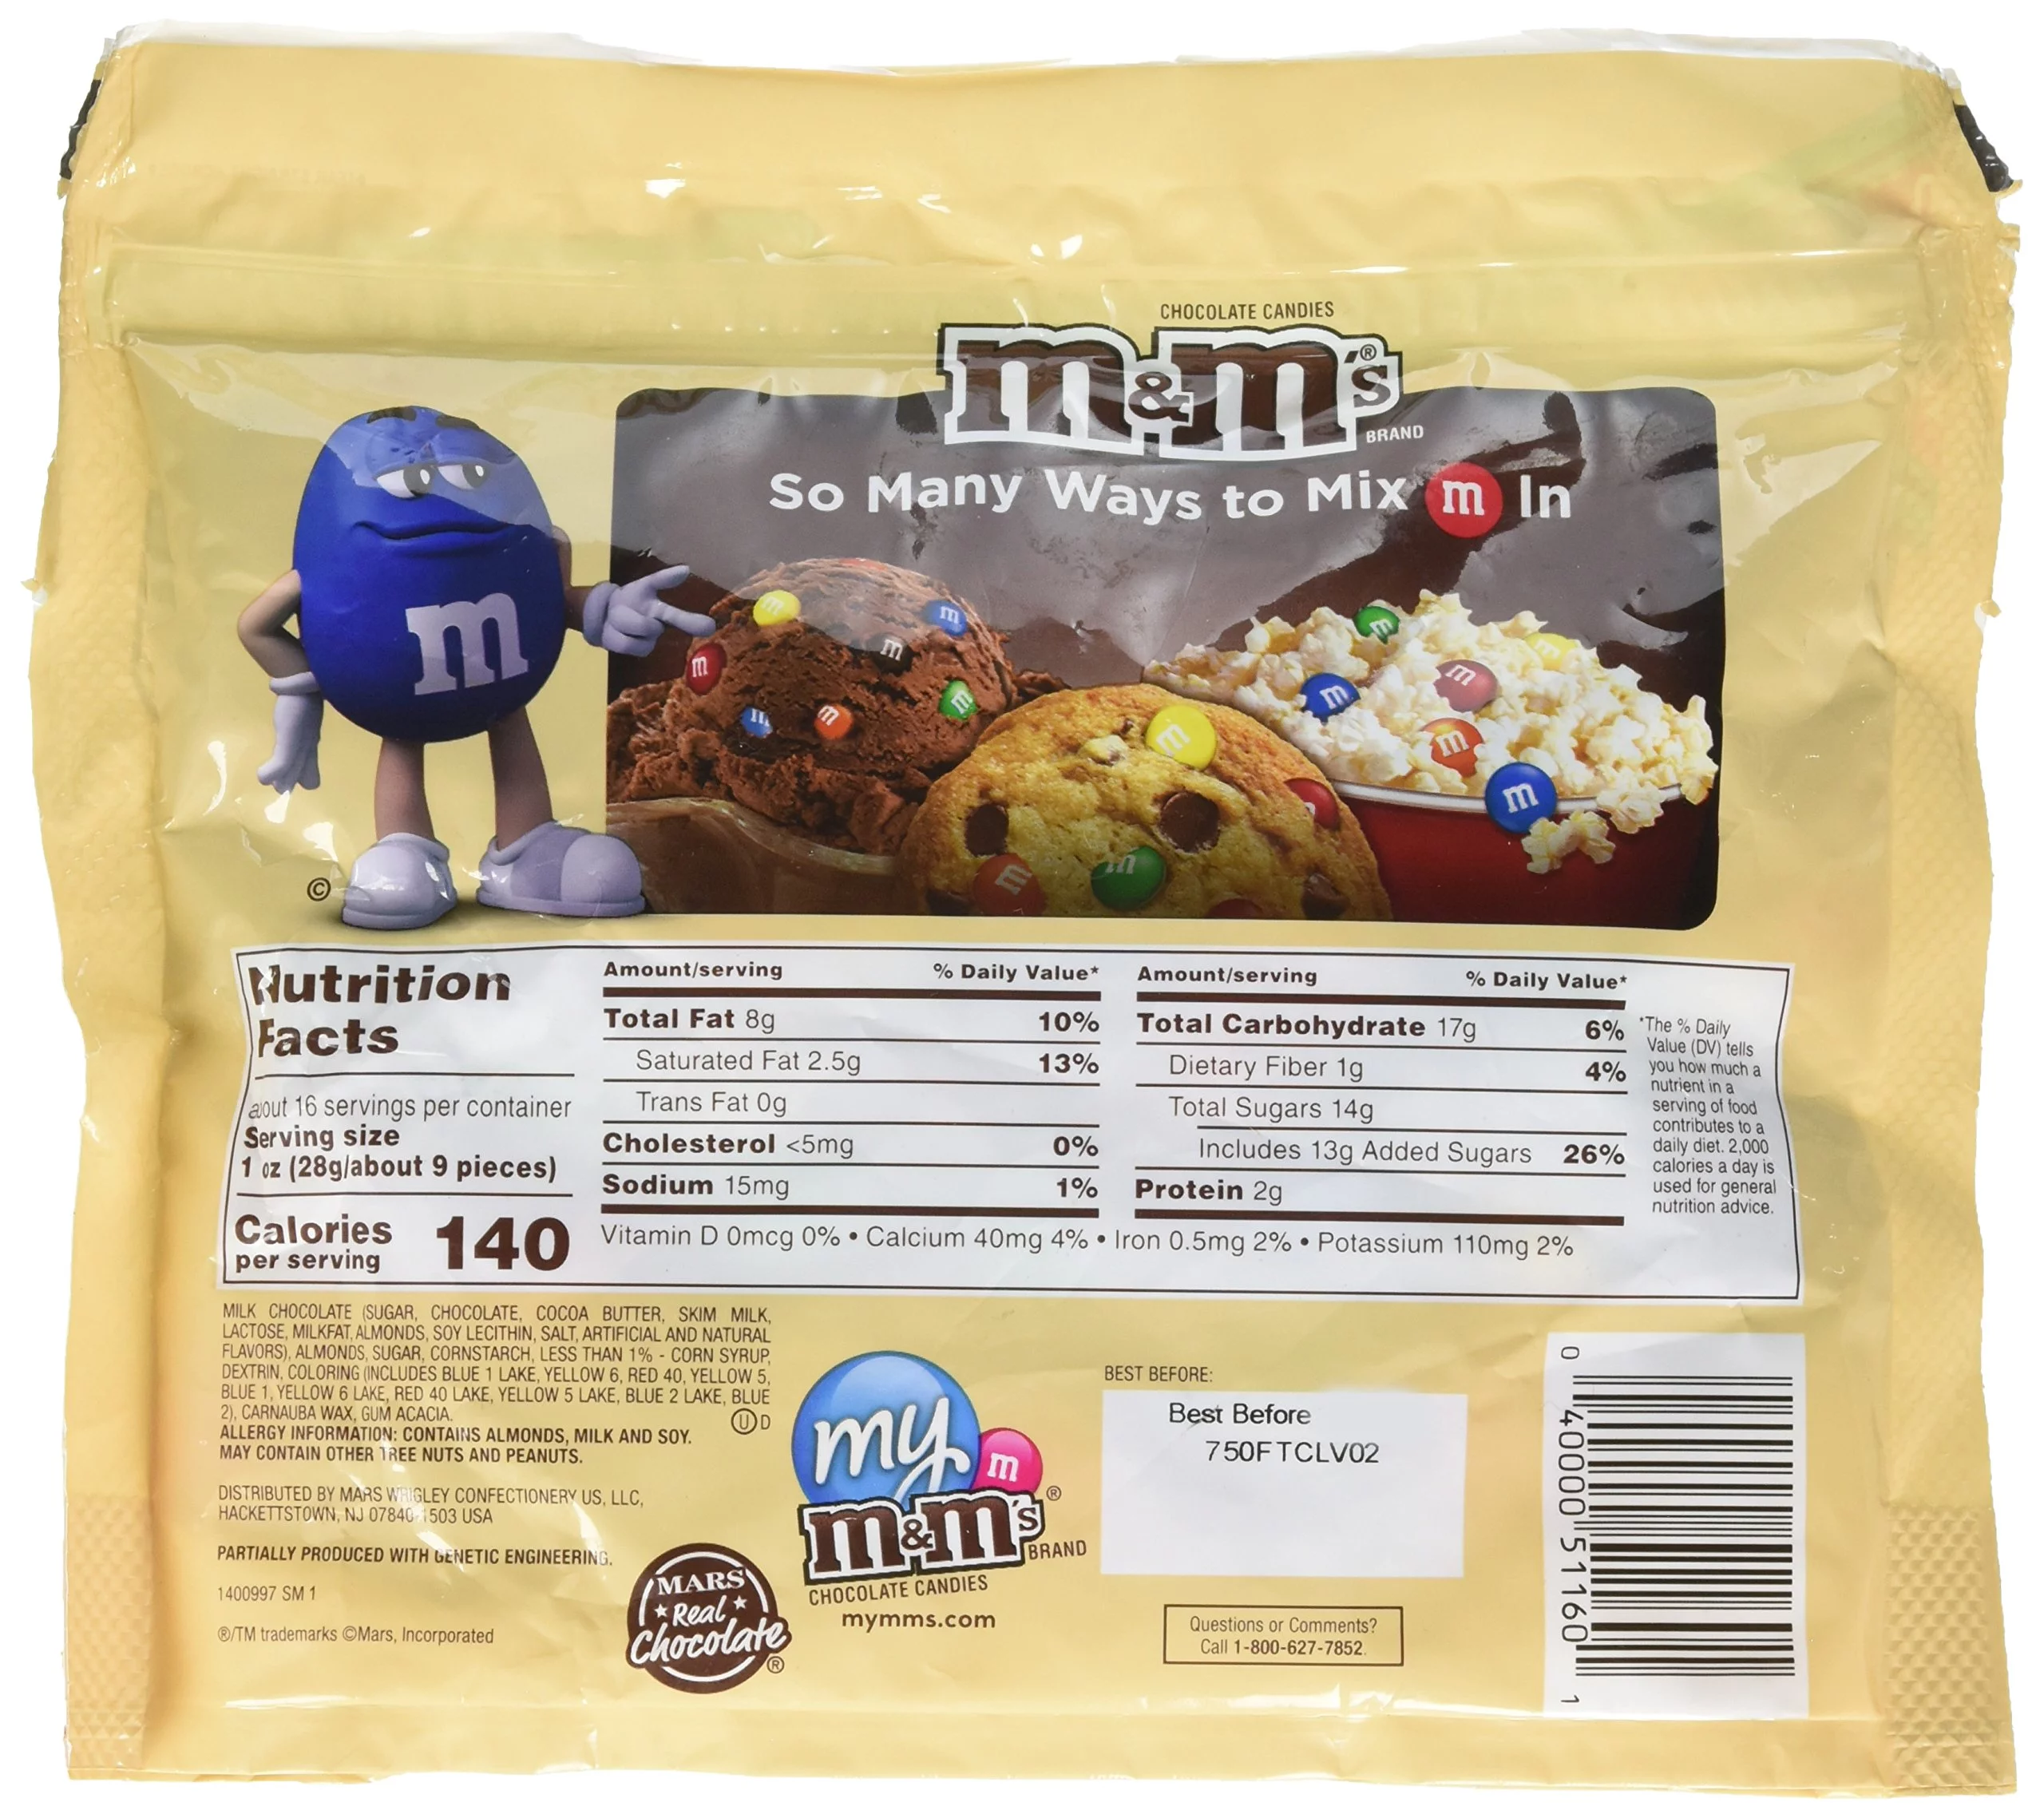 CHOCOLATE CANDIES
m&m's®
BRAND
So Many Ways to Mix m In
m
©
Nutrition
Facts
about 16 servings per container
Serving size
1 oz (28g/about 9 pieces)
Calories 140
per serving
Amount/serving % Daily Value*
Total Fat 8g 10%
Saturated Fat 2.5g 13%
Trans Fat 0g
Cholesterol <5mg 0%
Sodium 15mg 1%
Amount/serving % Daily Value*
Total Carbohydrate 17g 6%
Dietary Fiber 1g 4%
Total Sugars 14g
Includes 13g Added Sugars 26%
Protein 2g
Vitamin D 0mcg 0% • Calcium 40mg 4% • Iron 0.5mg 2% • Potassium 110mg 2%
*The % Daily
Value (DV) tells
you how much a
nutrient in a
serving of food
contributes to a
daily diet. 2,000
calories a day is
used for general
nutrition advice.
MILK CHOCOLATE (SUGAR, CHOCOLATE, COCOA BUTTER, SKIM MILK,
LACTOSE, MILKFAT, ALMONDS, SOY LECITHIN, SALT, ARTIFICIAL AND NATURAL
FLAVORS), ALMONDS, SUGAR, CORNSTARCH, LESS THAN 1% - CORN SYRUP,
DEXTRIN, COLORING (INCLUDES BLUE 1 LAKE, YELLOW 6, RED 40, YELLOW 5,
BLUE 1, YELLOW 6 LAKE, RED 40 LAKE, YELLOW 5 LAKE, BLUE 2 LAKE, BLUE
2), CARNAUBA WAX, GUM ACACIA.
U D
ALLERGY INFORMATION: CONTAINS ALMONDS, MILK AND SOY.
MAY CONTAIN OTHER TREE NUTS AND PEANUTS.
DISTRIBUTED BY MARS WRIGLEY CONFECTIONERY US, LLC,
HACKETTSTOWN, NJ 07840-1503 USA
PARTIALLY PRODUCED WITH GENETIC ENGINEERING.
1400997 SM 1
®/TM trademarks ©Mars, Incorporated
MARS
Real
Chocolate
®
my m
m&m's®
BRAND
CHOCOLATE CANDIES
mymms.com
BEST BEFORE:
Best Before
750FTCLV02
Questions or Comments?
Call 1-800-627-7852.
0 40000 51160 1